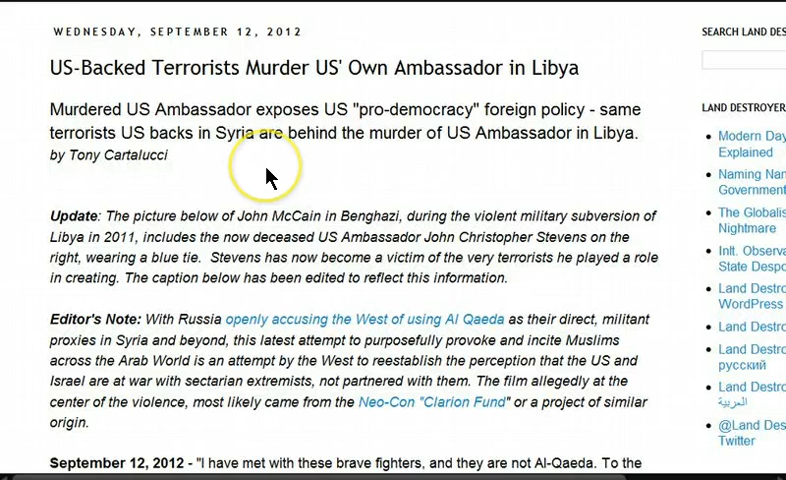 WEDNESDAY, SEPTEMBER 12, 2012
US-Backed Terrorists Murder US' Own Ambassador in Libya
Murdered US Ambassador exposes US "pro-democracy" foreign policy - same
terrorists US backs in Syria are behind the murder of US Ambassador in Libya.
by Tony Cartalucci
Update: The picture below of John McCain in Benghazi, during the violent military subversion of
Libya in 2011, includes the now deceased US Ambassador John Christopher Stevens on the
right, wearing a blue tie.  Stevens has now become a victim of the very terrorists he played a role
in creating. The caption below has been edited to reflect this information.
Editor's Note: With Russia openly accusing the West of using Al Qaeda as their direct, militant
proxies in Syria and beyond, this latest attempt to purposefully provoke and incite Muslims
across the Arab World is an attempt by the West to reestablish the perception that the US and
Israel are at war with sectarian extremists, not partnered with them. The film allegedly at the
center of the violence, most likely came from the Neo-Con "Clarion Fund" or a project of similar
origin.
September 12, 2012 - "I have met with these brave fighters, and they are not Al-Qaeda. To the
SEARCH LAND DES
LAND DESTROYER
Modern Day
Explained
Naming Nan
Government
The Globalis
Nightmare
Intl. Observa
State Despo
Land Destro
WordPress
Land Destro
Land Destro
русский
Land Destro
العربية
@Land Des
Twitter